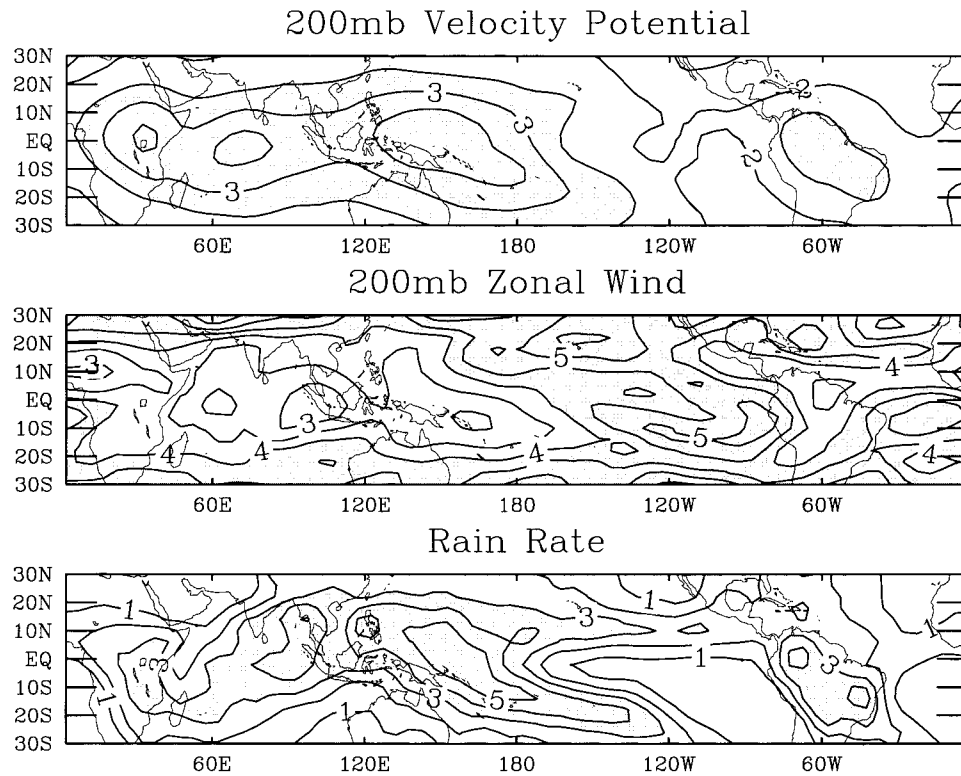 200mb Velocity Potential
30N
20N
10N
EQ
10S
20S
30S
3
3
3
2
2
60E
120E
180
120W
60W
200mb Zonal Wind
30N
20N
10N
EQ
10S
20S
30S
3
5
4
3
5
4
4
4
4
60E
120E
180
120W
60W
Rain Rate
30N
20N
10N
EQ
10S
20S
30S
1
1
3
1
3
1
3
3
5
1
1
60E
120E
180
120W
60W